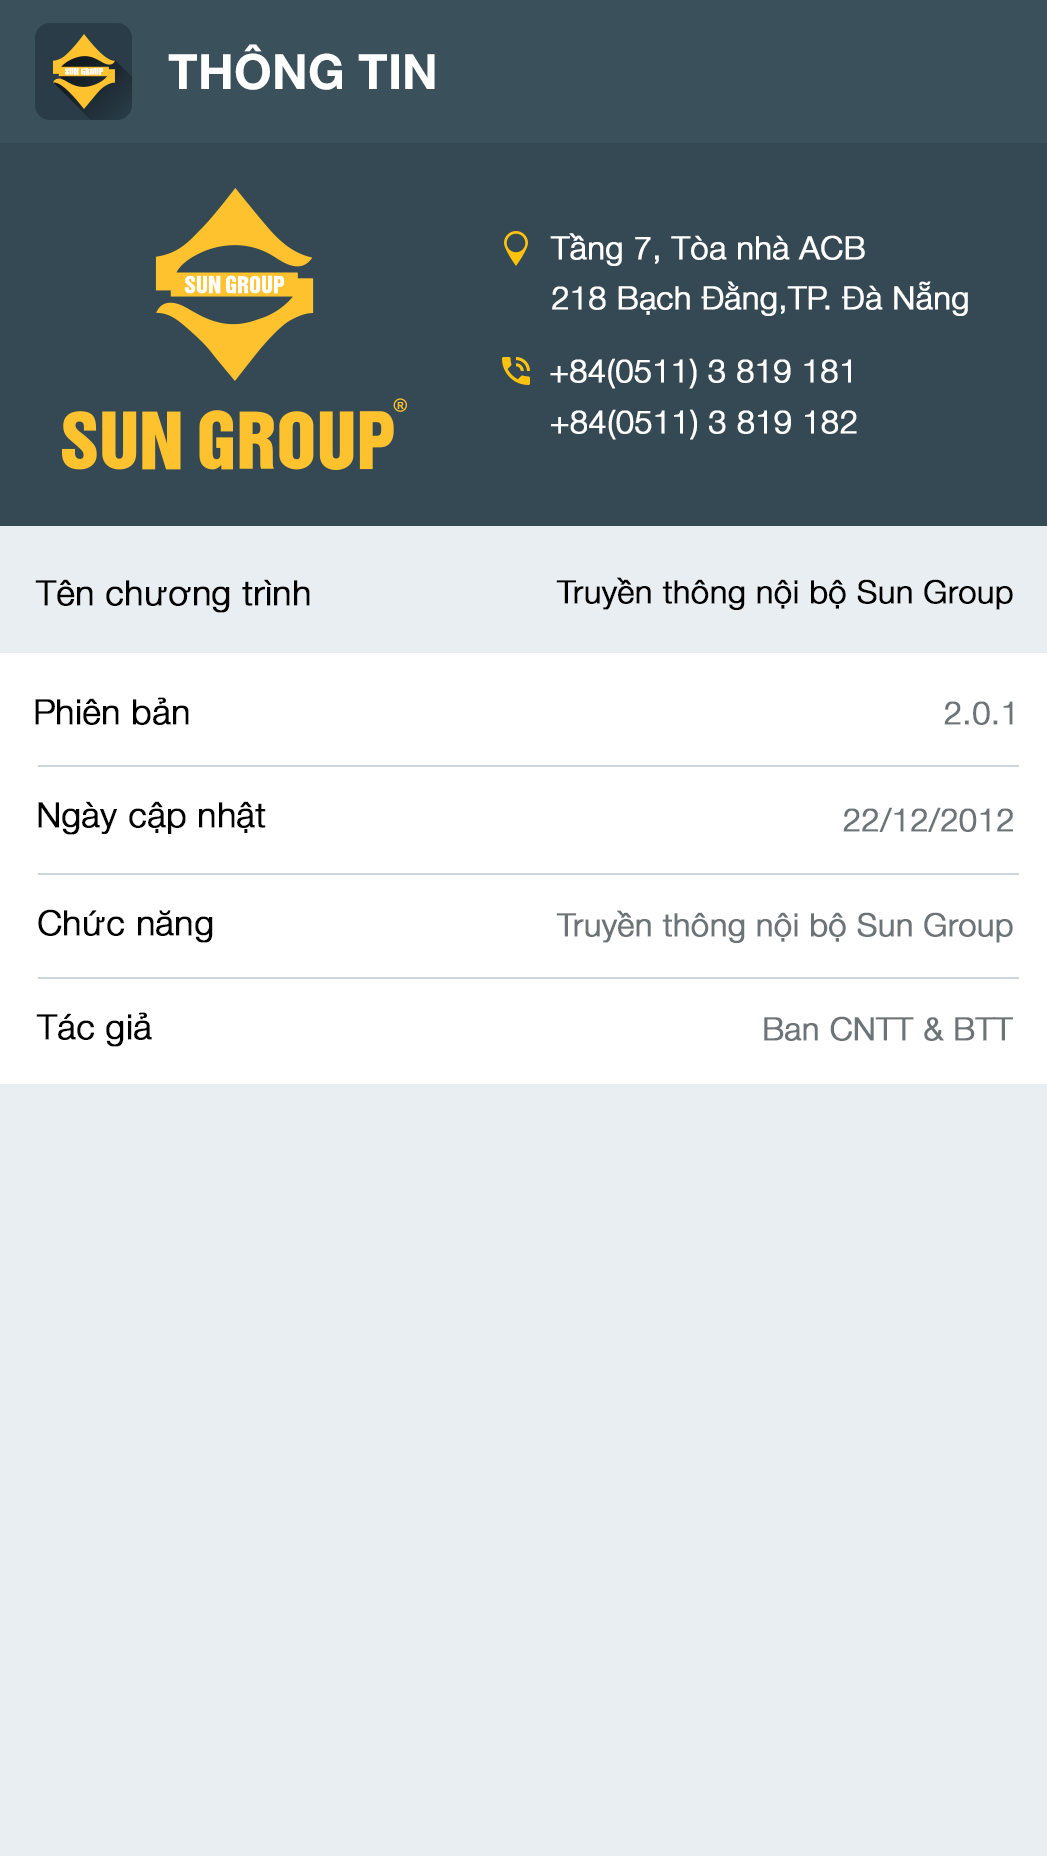 SUN GROUP
THÔNG TIN
SUN GROUP
SUN GROUP®
Tầng 7, Tòa nhà ACB
218 Bạch Đằng,TP. Đà Nẵng
+84(0511) 3 819 181
+84(0511) 3 819 182
Tên chương trình Truyền thông nội bộ Sun Group
Phiên bản 2.0.1
Ngày cập nhật 22/12/2012
Chức năng Truyền thông nội bộ Sun Group
Tác giả Ban CNTT & BTT